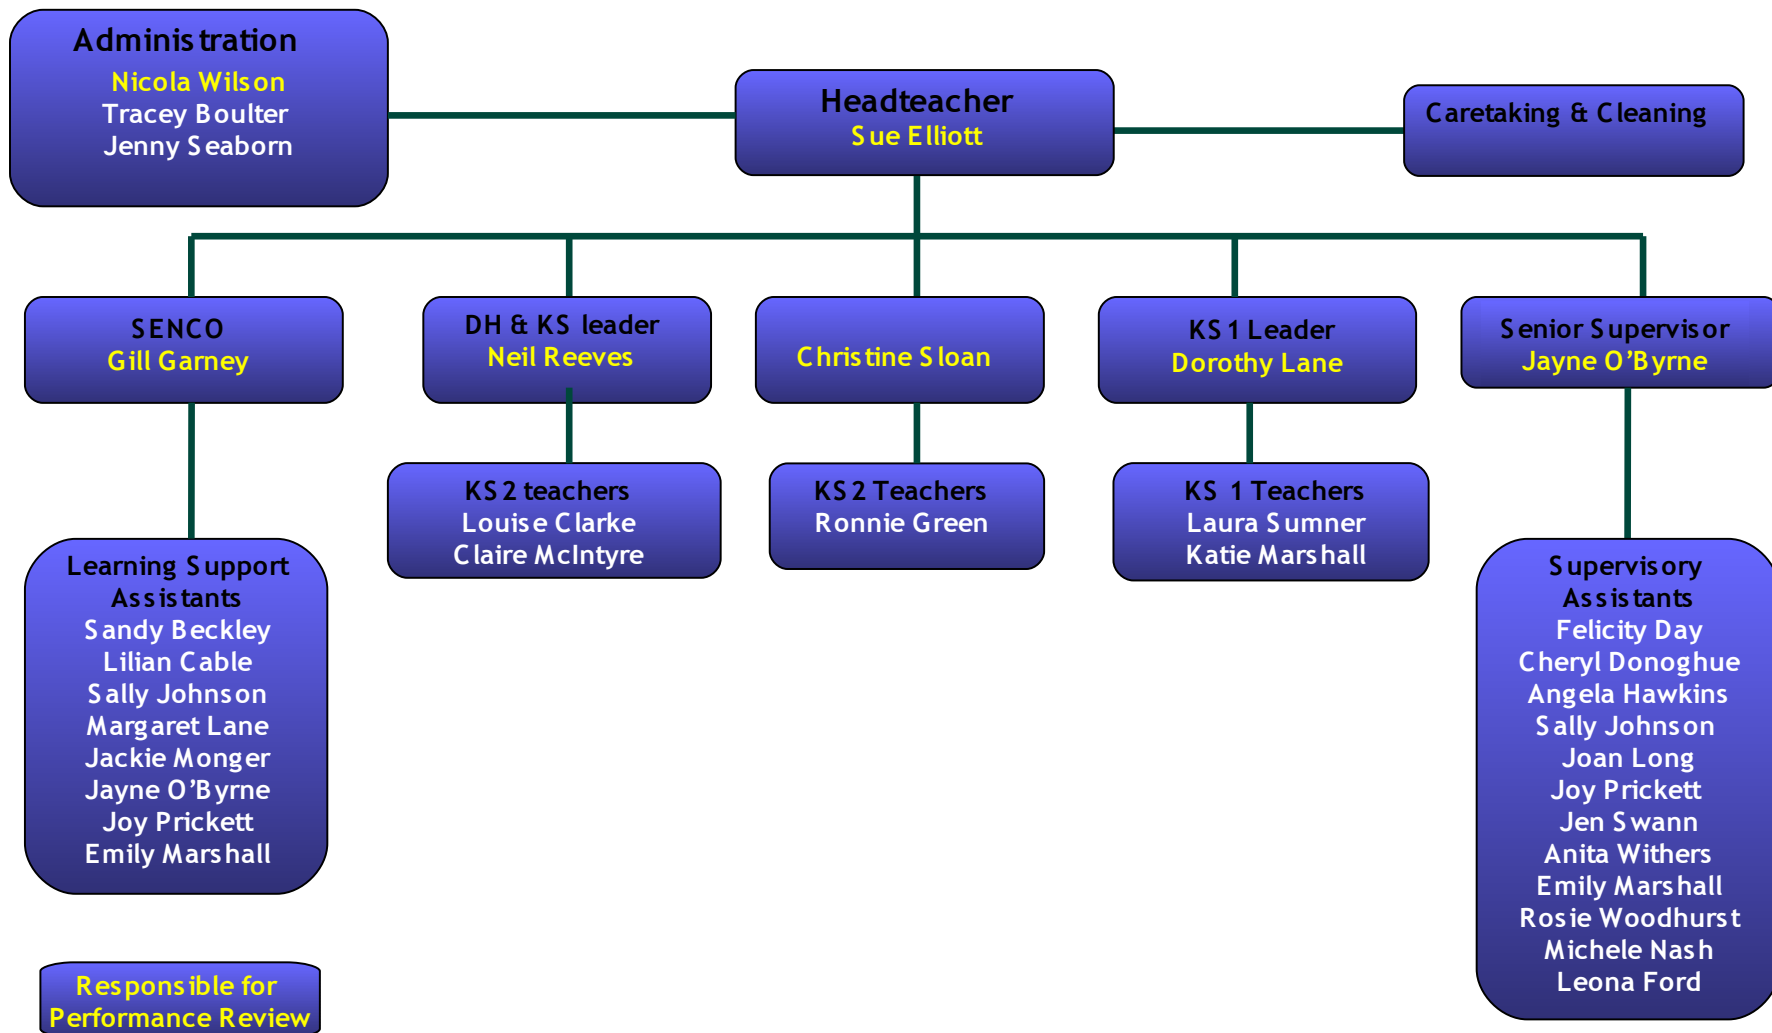 Administration
Nicola Wilson
Tracey Boulter
Jenny Seaborn
Headteacher
Sue Elliott
Caretaking & Cleaning
SENCO
Gill Garney
DH & KS leader
Neil Reeves
Christine Sloan
KS1 Leader
Dorothy Lane
Senior Supervisor
Jayne O’Byrne
KS2 teachers
Louise Clarke
Claire McIntyre
KS2 Teachers
Ronnie Green
KS 1 Teachers
Laura Sumner
Katie Marshall
Learning Support
Assistants
Sandy Beckley
Lilian Cable
Sally Johnson
Margaret Lane
Jackie Monger
Jayne O’Byrne
Joy Prickett
Emily Marshall
Supervisory
Assistants
Felicity Day
Cheryl Donoghue
Angela Hawkins
Sally Johnson
Joan Long
Joy Prickett
Jen Swann
Anita Withers
Emily Marshall
Rosie Woodhurst
Michele Nash
Leona Ford
Responsible for
Performance Review